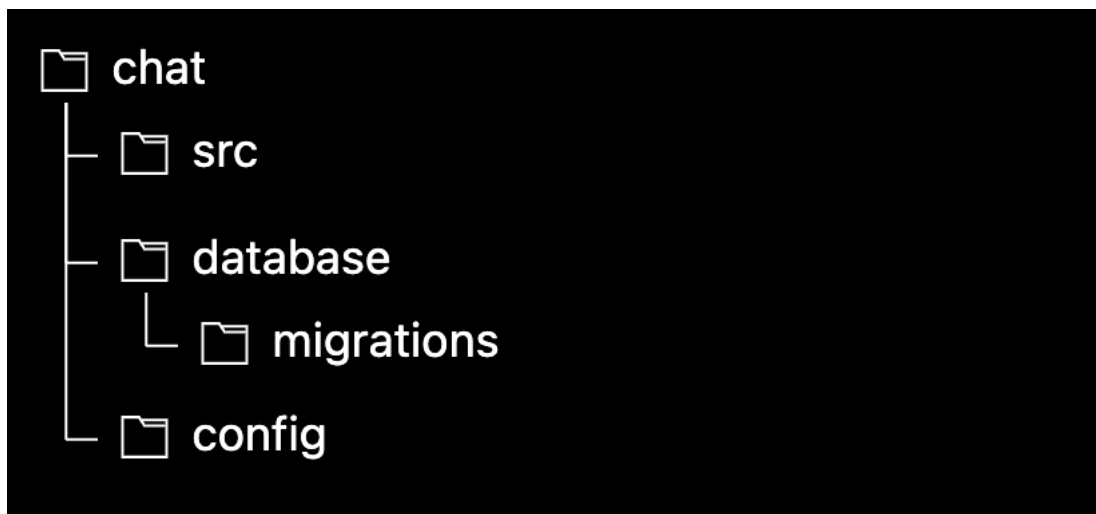 chat
src
database
migrations
config